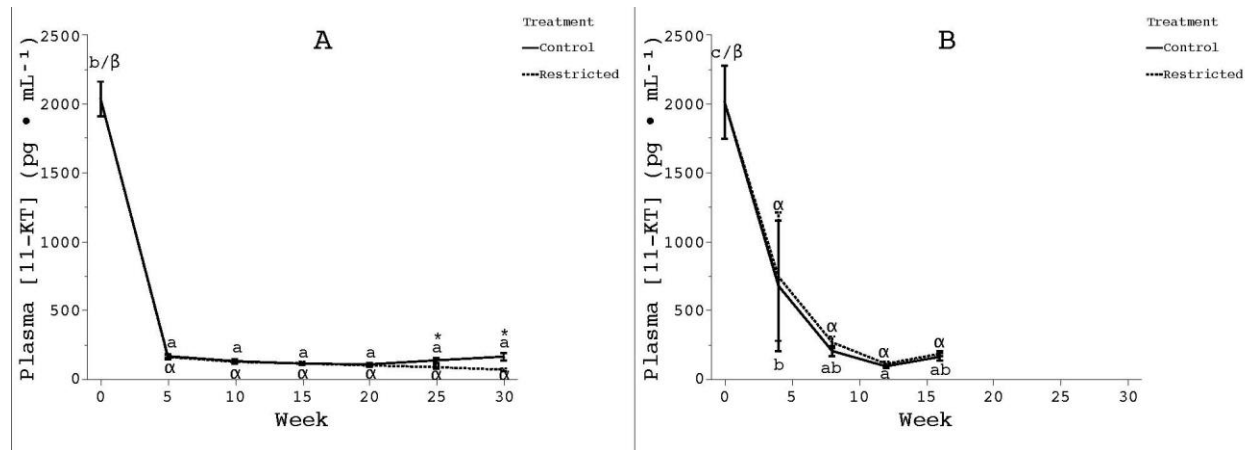 A
Treatment
Control
Restricted
Plasma [11-KT] (pg • mL⁻¹)
2500
2000
1500
1000
500
0
b/β
a a a a a a
* *
α α α α α α
0 5 10 15 20 25 30
Week
B
Treatment
Control
Restricted
Plasma [11-KT] (pg • mL⁻¹)
2500
2000
1500
1000
500
0
c/β
α
α
α α
b ab a ab
0 5 10 15 20 25 30
Week